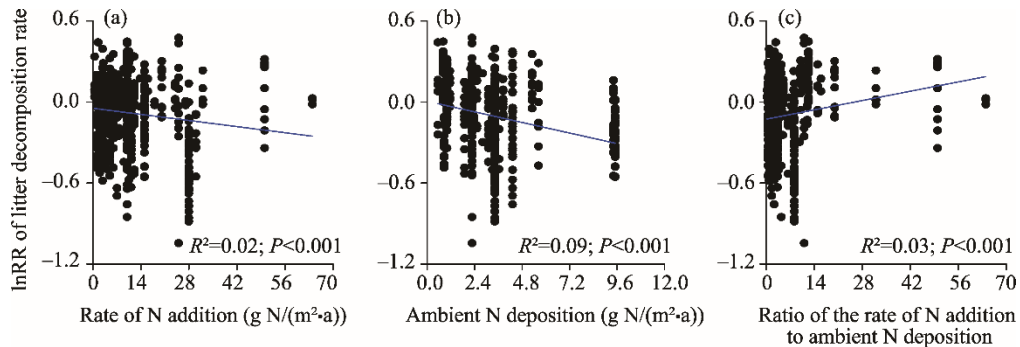 (a)
(b)
(c)
lnRR of litter decomposition rate
0.6
0.0
−0.6
−1.2
0 14 28 42 56 70
R²=0.02; P<0.001
Rate of N addition (g N/(m²•a))
0.6
0.0
−0.6
−1.2
0.0 2.4 4.8 7.2 9.6 12.0
R²=0.09; P<0.001
Ambient N deposition (g N/(m²•a))
0.6
0.0
−0.6
−1.2
0 14 28 42 56 70
R²=0.03; P<0.001
Ratio of the rate of N addition
to ambient N deposition